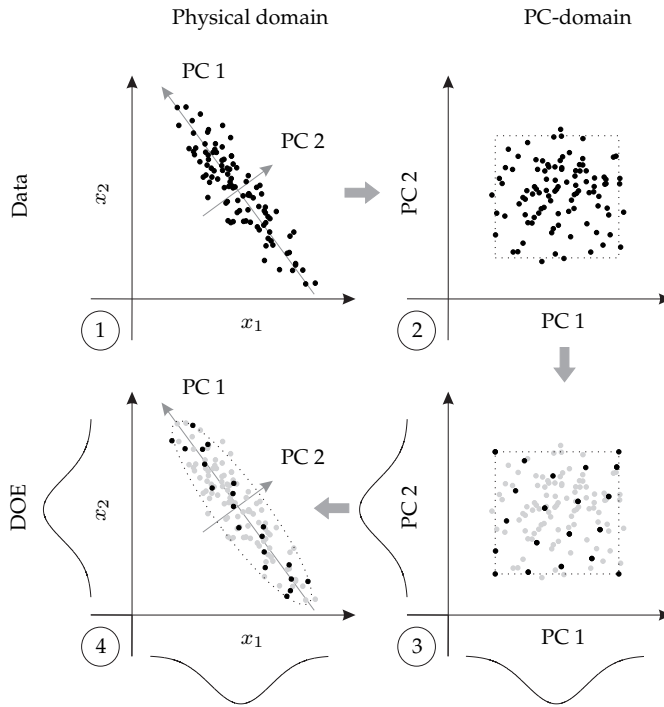 Physical domain
PC-domain
Data
PC 1
PC 2
x2
x1
1
PC 2
PC 1
2
DOE
PC 1
PC 2
x2
x1
4
PC 2
PC 1
3